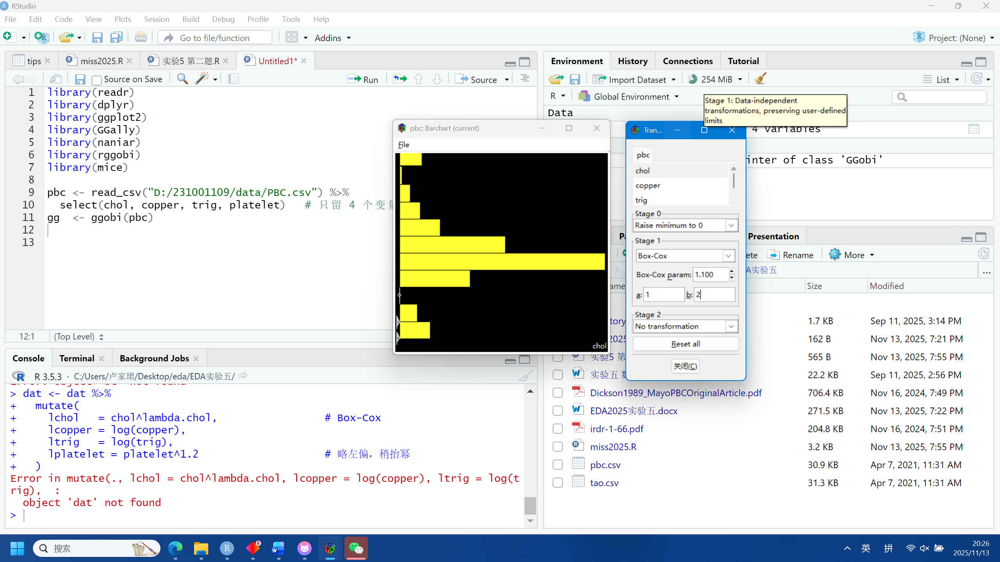 RStudio
File Edit Code View Plots Session Build Debug Profile Tools Help
Go to file/function
Addins
Project: (None)
tips
miss2025.R
实验5 第二题.R
Untitled1*
Source on Save
Run
Source
1 library(readr)
2 library(dplyr)
3 library(ggplot2)
4 library(GGally)
5 library(naniar)
6 library(rggobi)
7 library(mice)
8
9 pbc <- read_csv("D:/231001109/data/PBC.csv") %>%
10 select(chol, copper, trig, platelet) # 只留 4 个变
11 gg <- ggobi(pbc)
12
13
12:1 (Top Level)
Console Terminal Background Jobs
R 3.5.3 · C:/Users/卢家珺/Desktop/eda/EDA实验五/
> dat <- dat %>%
+ mutate(
+ lchol = chol^lambda.chol, # Box-Cox
+ lcopper = log(copper),
+ ltrig = log(trig),
+ lplatelet = platelet^1.2 # 略左偏，稍抬幂
+ )
Error in mutate(., lchol = chol^lambda.chol, lcopper = log(copper), ltrig = log(t
rig), :
object 'dat' not found
>
pbc: Barchart (current)
File
chol
Environment History Connections Tutorial
Import Dataset
254 MiB
List
R
Global Environment
Data
Stage 1: Data-independent
transformations, preserving user-defined
limits
4 variables
inter of class 'GGobi'
Tran...
pbc
chol
copper
trig
Stage 0
Raise minimum to 0
Stage 1
Box-Cox
Box-Cox param: 1.100
a: 1 b: 2
Stage 2
No transformation
Reset all
关闭(C)
Presentation
Rename
More
A实验五
...
Size Modified
1.7 KB Sep 11, 2025, 3:14 PM
162 B Nov 13, 2025, 7:21 PM
实验5 第 565 B Nov 13, 2025, 7:55 PM
实验五 22.2 KB Sep 11, 2025, 2:56 PM
Dickson1989_MayoPBCOriginalArticle.pdf 706.4 KB Nov 16, 2024, 7:49 PM
EDA2025实验五.docx 271.5 KB Nov 13, 2025, 7:22 PM
irdr-1-66.pdf 204.8 KB Nov 16, 2024, 7:51 PM
miss2025.R 3.2 KB Nov 13, 2025, 7:55 PM
pbc.csv 30.9 KB Apr 7, 2021, 11:31 AM
tao.csv 31.3 KB Apr 7, 2021, 11:31 AM
搜索
8
英
拼
20:26
2025/11/13